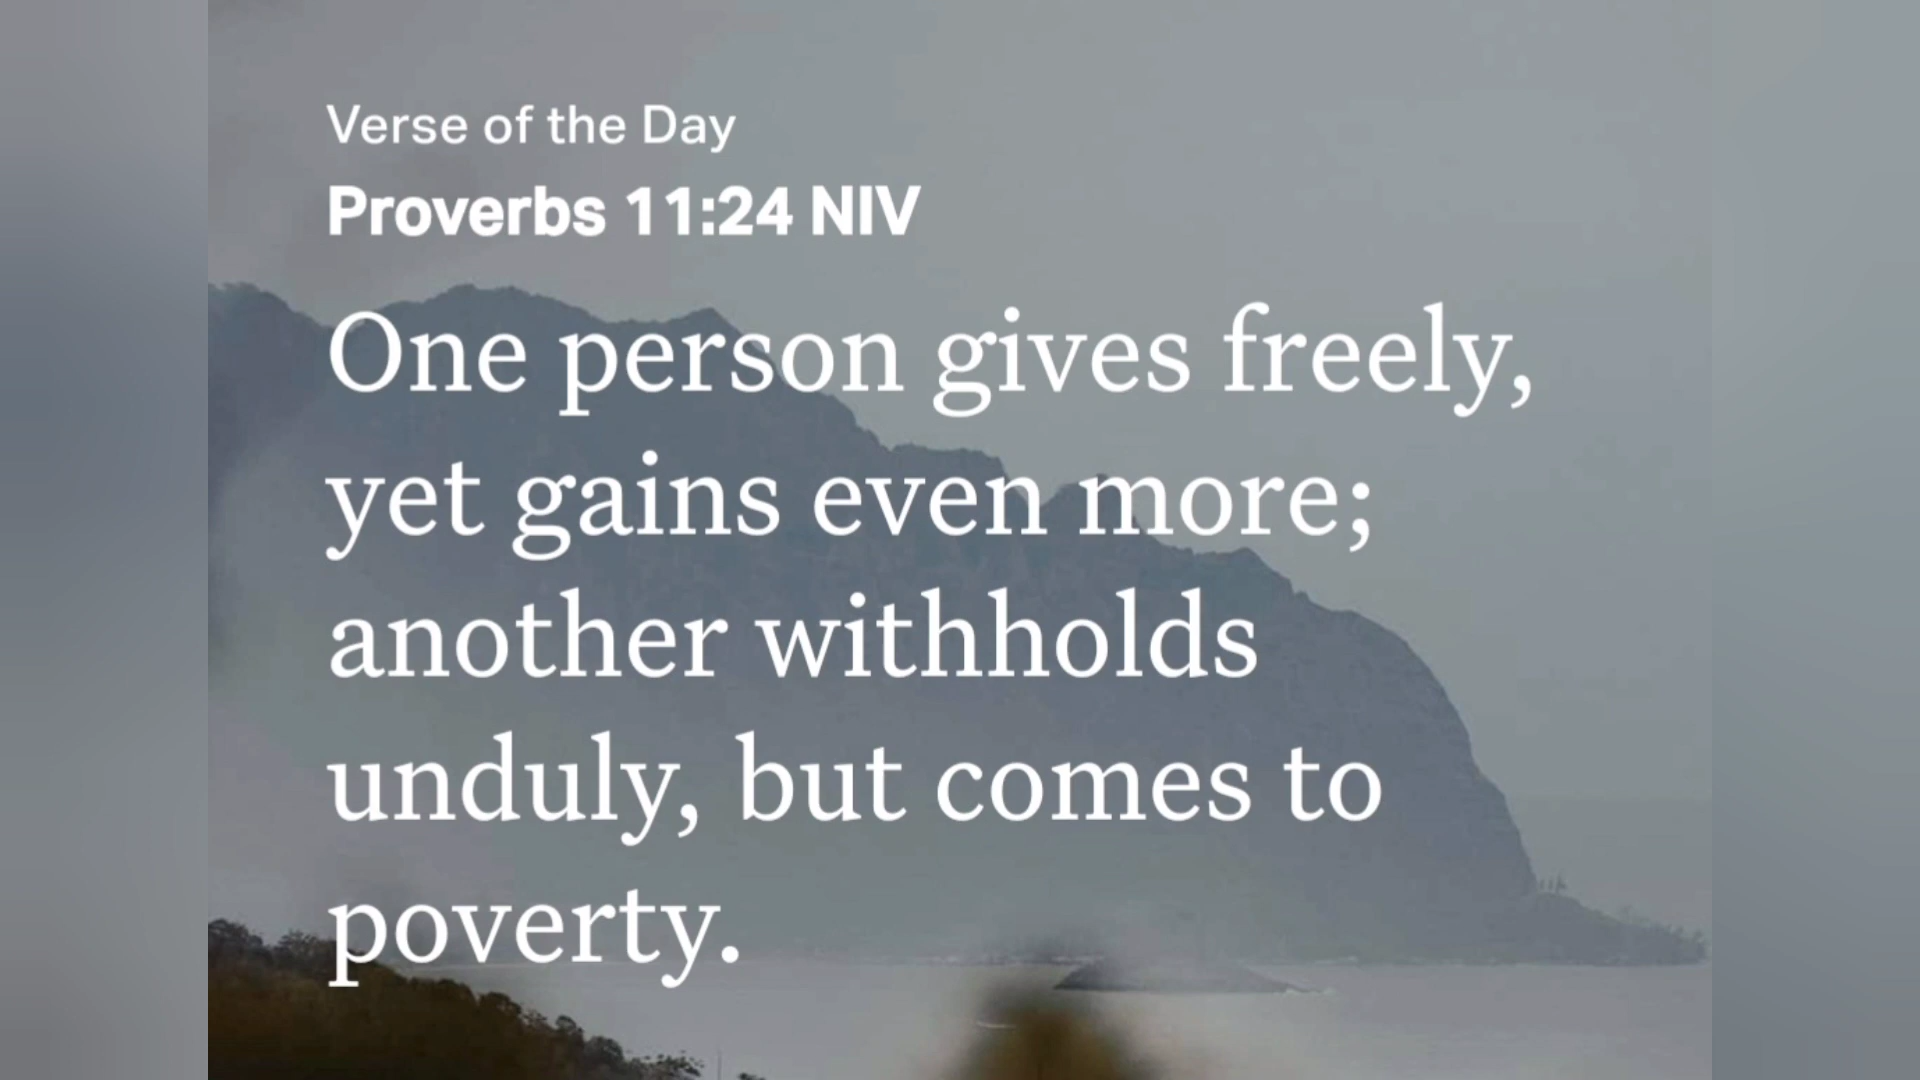 Verse of the Day
Proverbs 11:24 NIV
One person gives freely,
yet gains even more;
another withholds
unduly, but comes to
poverty.